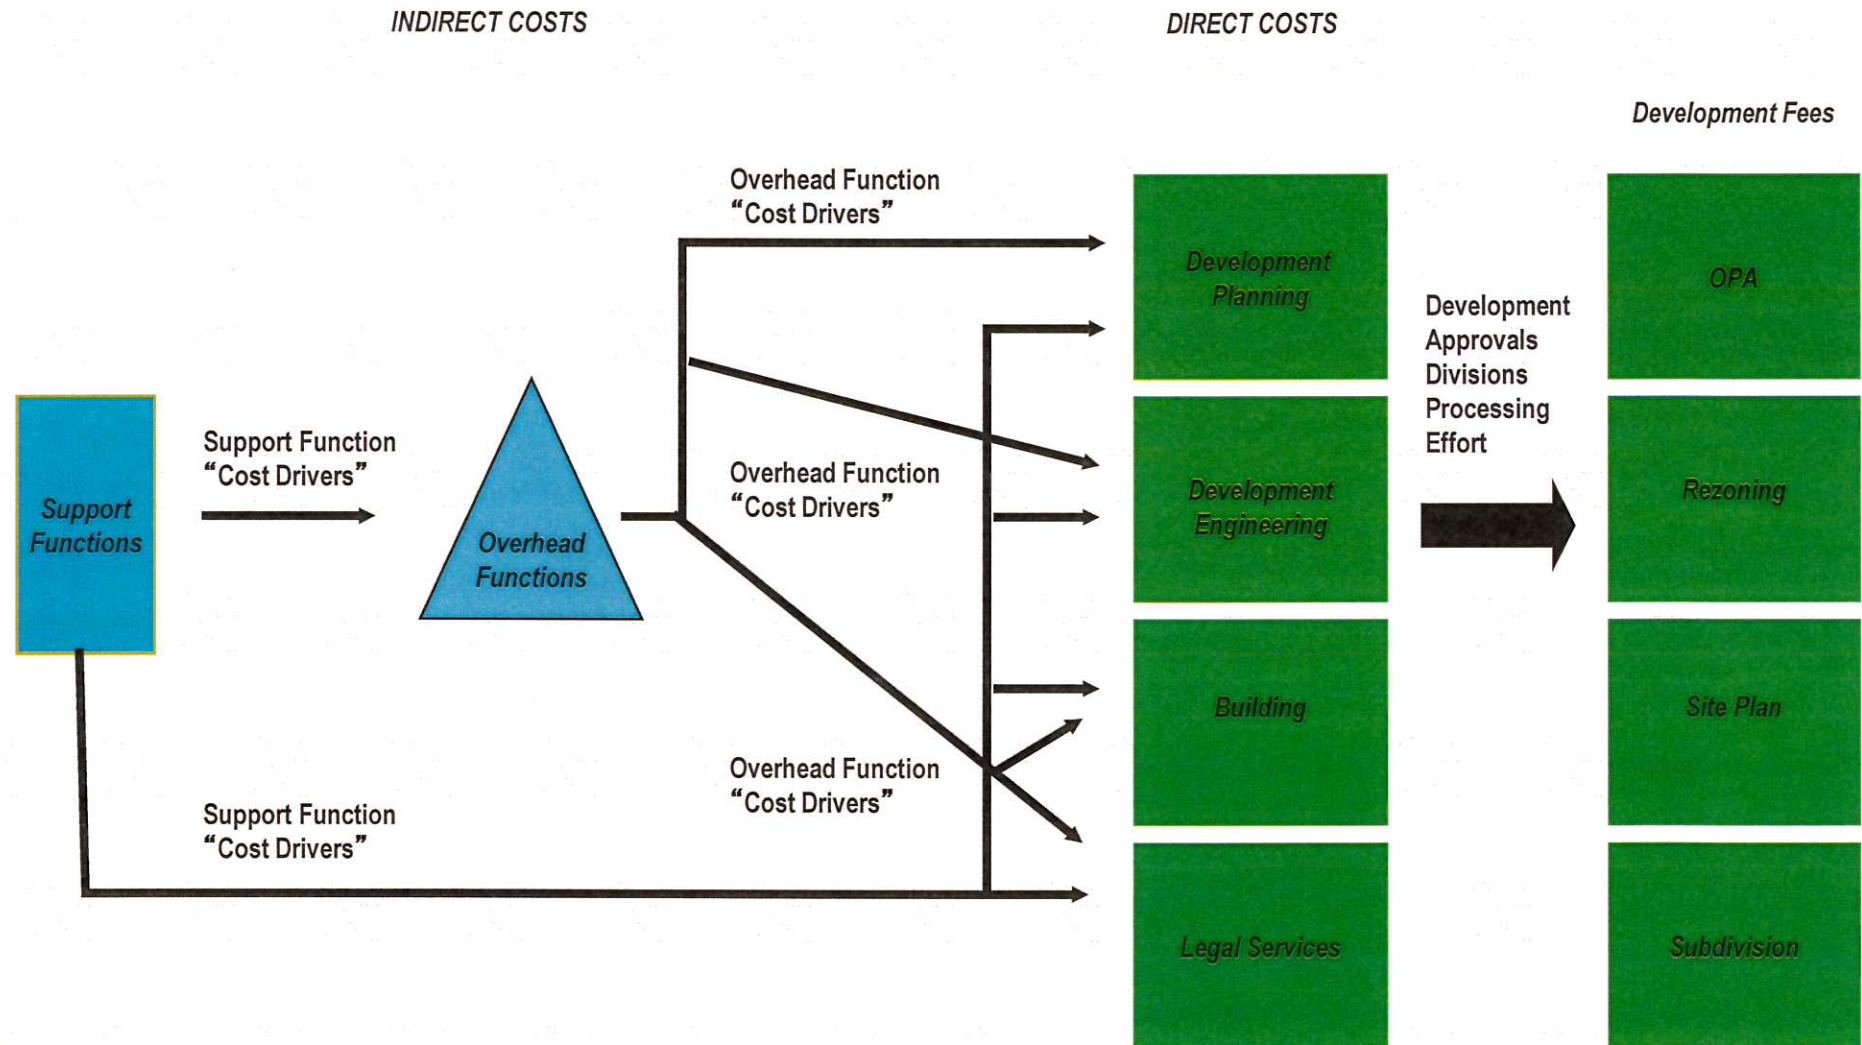 INDIRECT COSTS
DIRECT COSTS
Development Fees
Overhead Function
“Cost Drivers”
Development
Planning
OPA
Development
Approvals
Divisions
Processing
Effort
Support Function
“Cost Drivers”
Overhead Function
“Cost Drivers”
Support
Functions
Overhead
Functions
Development
Engineering
Rezoning
Building
Site Plan
Overhead Function
“Cost Drivers”
Support Function
“Cost Drivers”
Legal Services
Subdivision